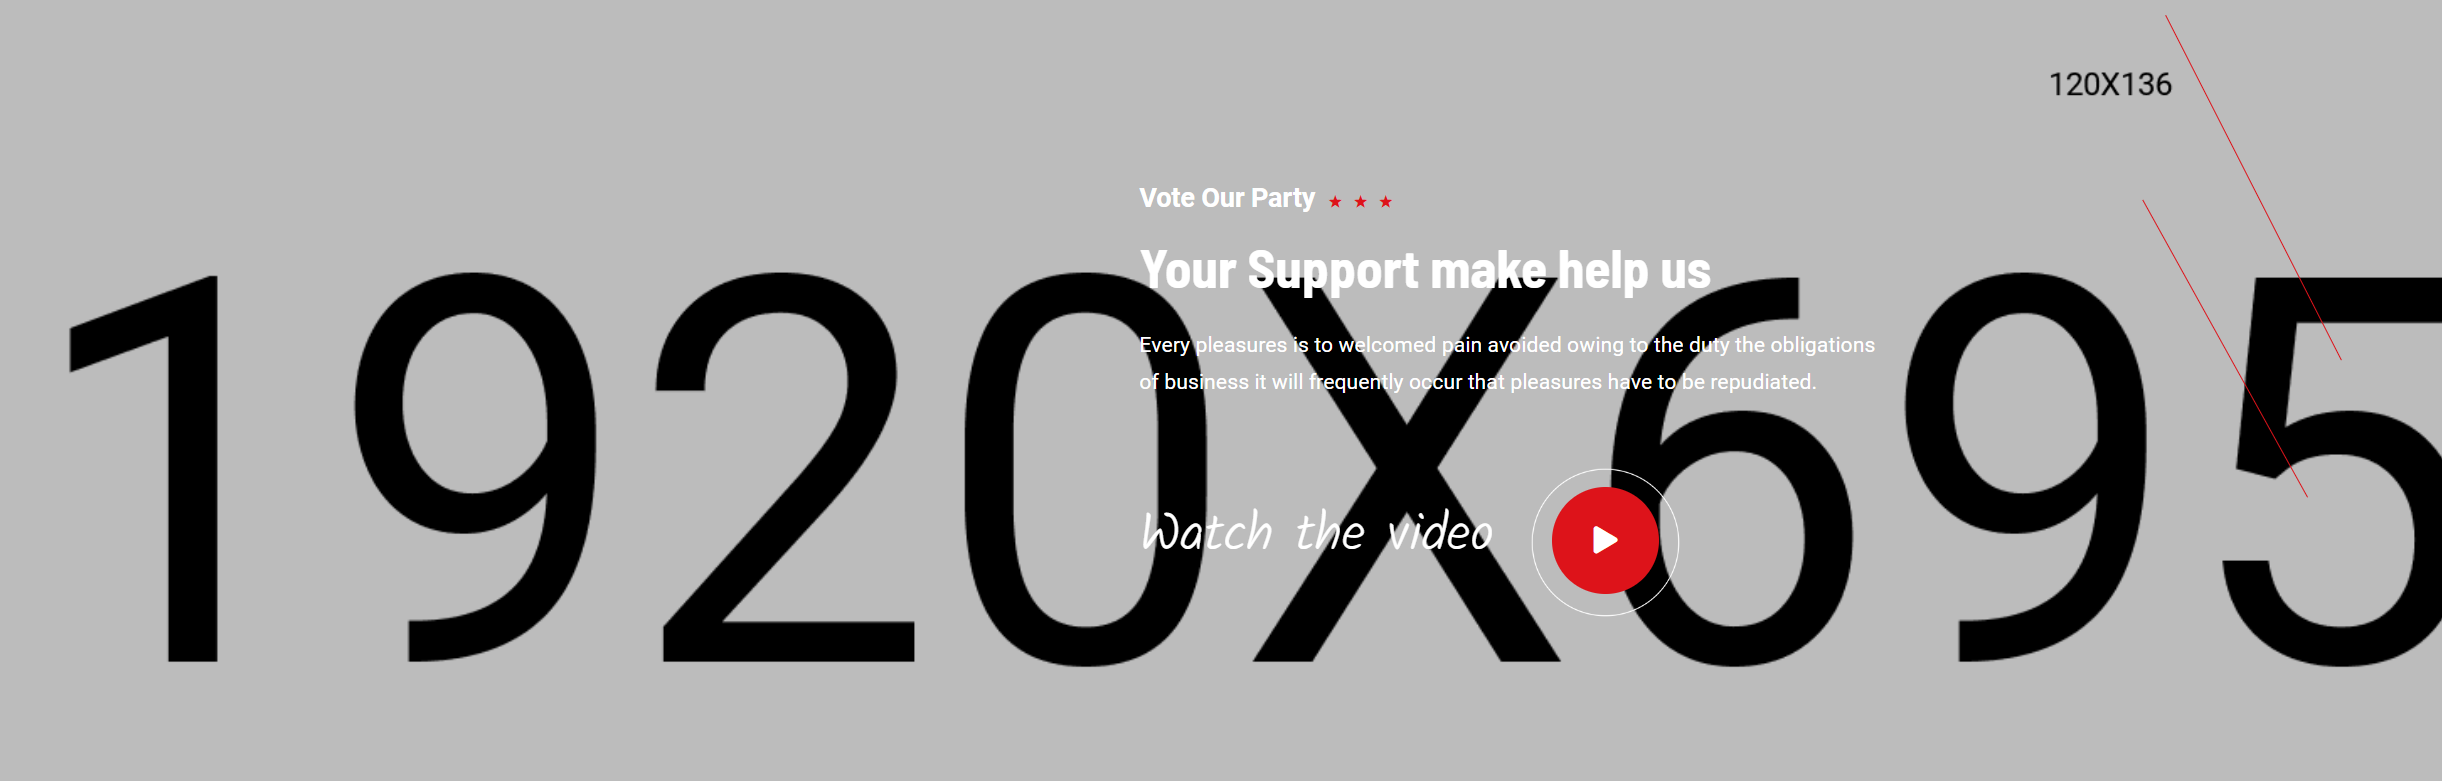 120X136
Vote Our Party
Your Support make help us
Every pleasures is to welcomed pain avoided owing to the duty the obligations
of business it will frequently occur that pleasures have to be repudiated.
1920X695
Watch the video